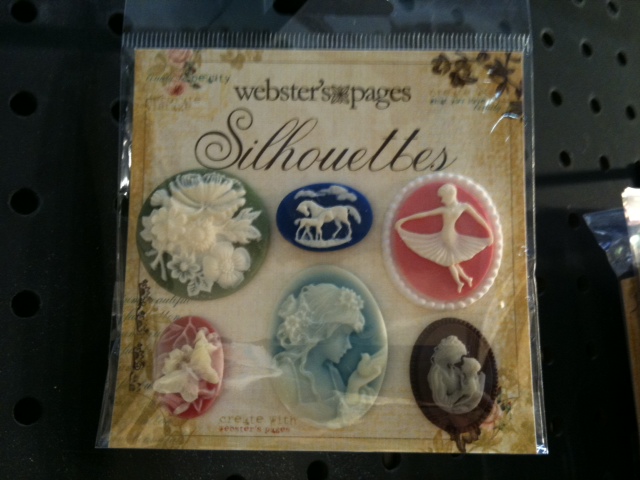 webster's pages
Silhouettes
create with
webster's pages